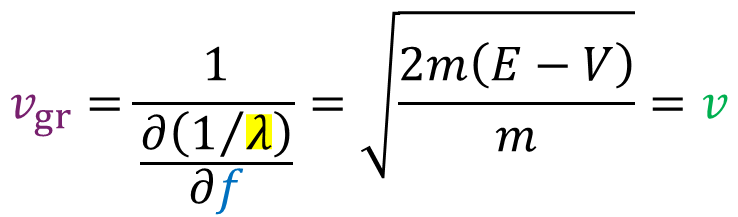 v_gr = 1 / (∂(1/λ) / ∂f) = √(2m(E − V) / m) = v